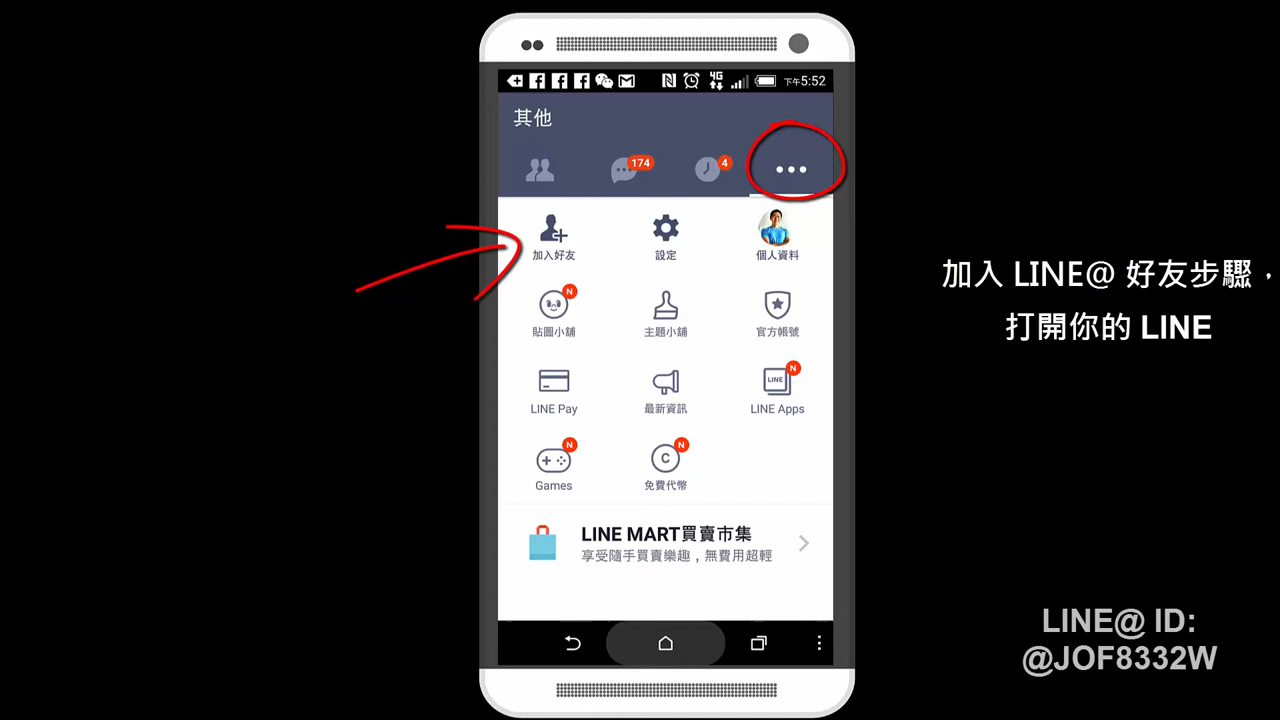 下午5:52
其他
174
4
加入好友
設定
個人資料
N
貼圖小舖
主題小舖
官方帳號
N
LINE
LINE Pay
最新資訊
LINE Apps
N
N
C
Games
免費代幣
LINE MART買賣市集
享受隨手買賣樂趣，無費用超輕
加入 LINE@ 好友步驟，
打開你的 LINE
LINE@ ID:
@JOF8332W